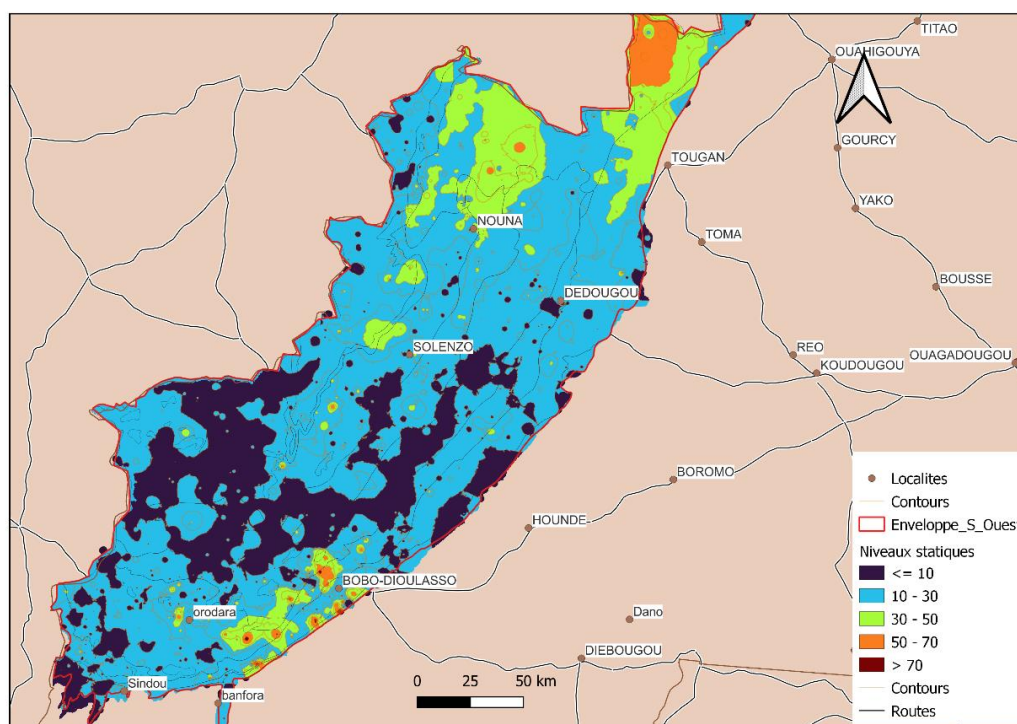 TITAO
OUAHIGOUYA
GOURCY
TOUGAN
YAKO
NOUNA
TOMA
BOUSSE
DEDOUGOU
SOLENZO
REO
OUAGADOUGOU
KOUDOUGOU
BOROMO
HOUNDE
BOBO-DIOULASSO
orodara
Dano
DIEBOUGOU
Sindou
banfora
0 25 50 km
Localites
Contours
Enveloppe_S_Ouest
Niveaux statiques
<= 10
10 - 30
30 - 50
50 - 70
> 70
Contours
Routes